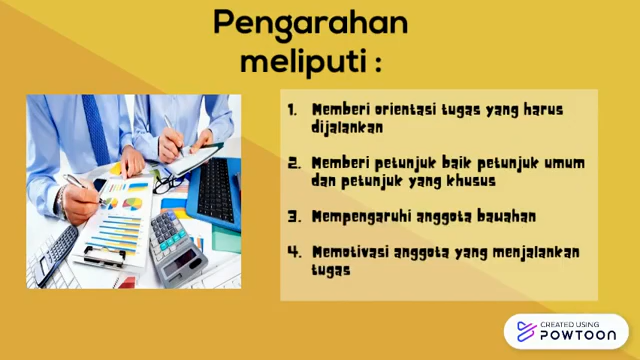 Pengarahan
meliputi :
1. Memberi orientasi tugas yang harus
dijalankan
2. Memberi petunjuk baik petunjuk umum
dan petunjuk yang khusus
3. Mempengaruhi anggota bawahan
4. Memotivasi anggota yang menjalankan
tugas
CREATED USING
POWTOON